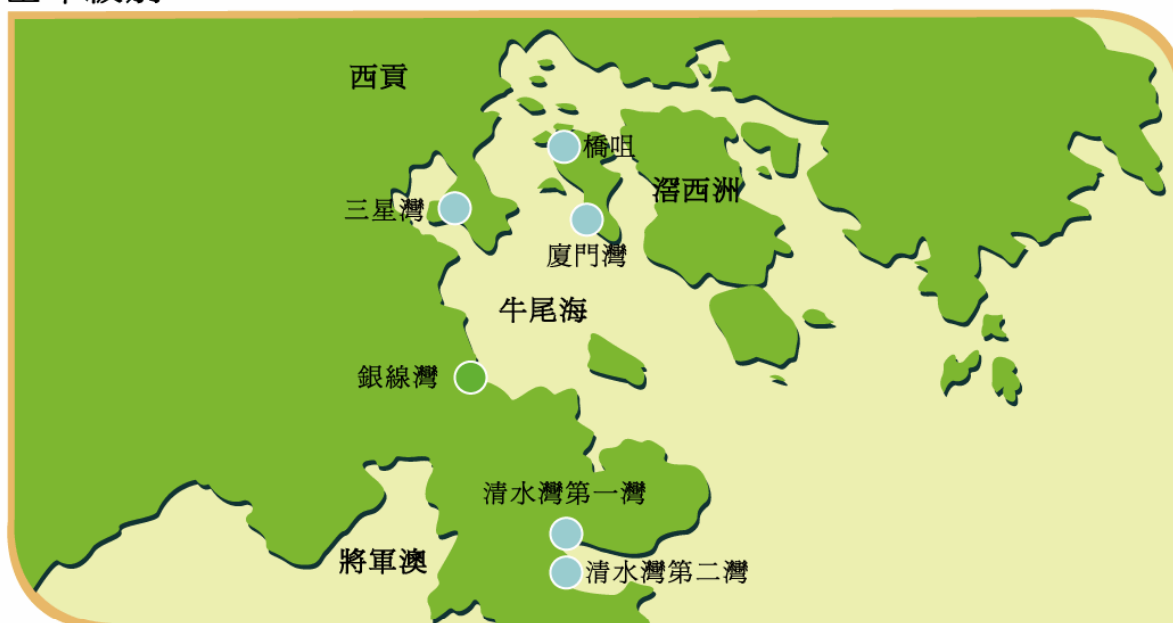 西貢
橋咀
滘西洲
三星灣
廈門灣
牛尾海
銀線灣
清水灣第一灣
將軍澳
清水灣第二灣